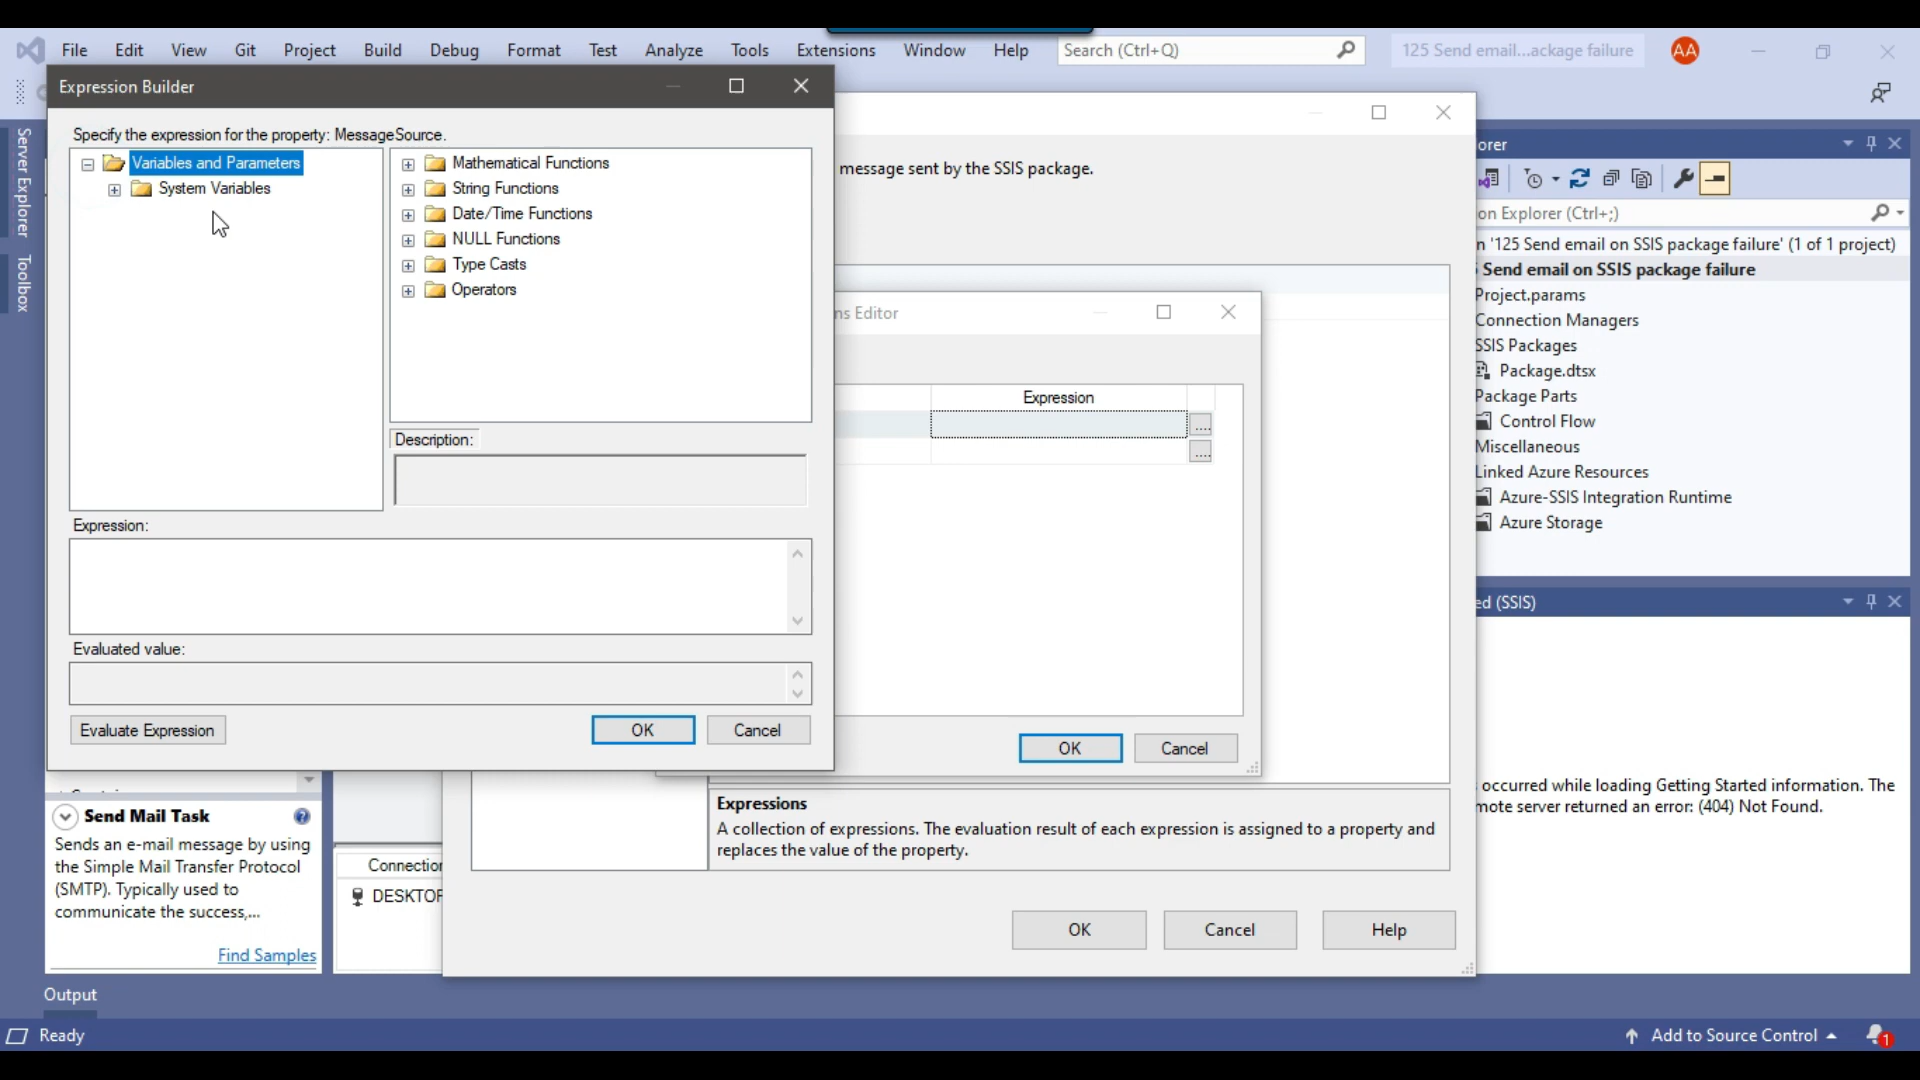 File Edit View Git Project Build Debug Format Test Analyze Tools Extensions Window Help Search (Ctrl+Q) 125 Send email...ackage failure AA
Expression Builder
Specify the expression for the property: MessageSource.
Variables and Parameters
System Variables
Mathematical Functions
String Functions
Date/Time Functions
NULL Functions
Type Casts
Operators
Description:
Expression:
Evaluated value:
Evaluate Expression
OK
Cancel
message sent by the SSIS package.
ns Editor
Expression
....
....
OK
Cancel
Expressions
A collection of expressions. The evaluation result of each expression is assigned to a property and
replaces the value of the property.
OK
Cancel
Help
Server Explorer
Toolbox
Send Mail Task
Sends an e-mail message by using
the Simple Mail Transfer Protocol
(SMTP). Typically used to
communicate the success,...
Find Samples
Connection
DESKTOP
orer
on Explorer (Ctrl+;)
n '125 Send email on SSIS package failure' (1 of 1 project)
Send email on SSIS package failure
Project.params
Connection Managers
SSIS Packages
Package.dtsx
Package Parts
Control Flow
Miscellaneous
Linked Azure Resources
Azure-SSIS Integration Runtime
Azure Storage
ed (SSIS)
occurred while loading Getting Started information. The
mote server returned an error: (404) Not Found.
Output
Ready
Add to Source Control
1